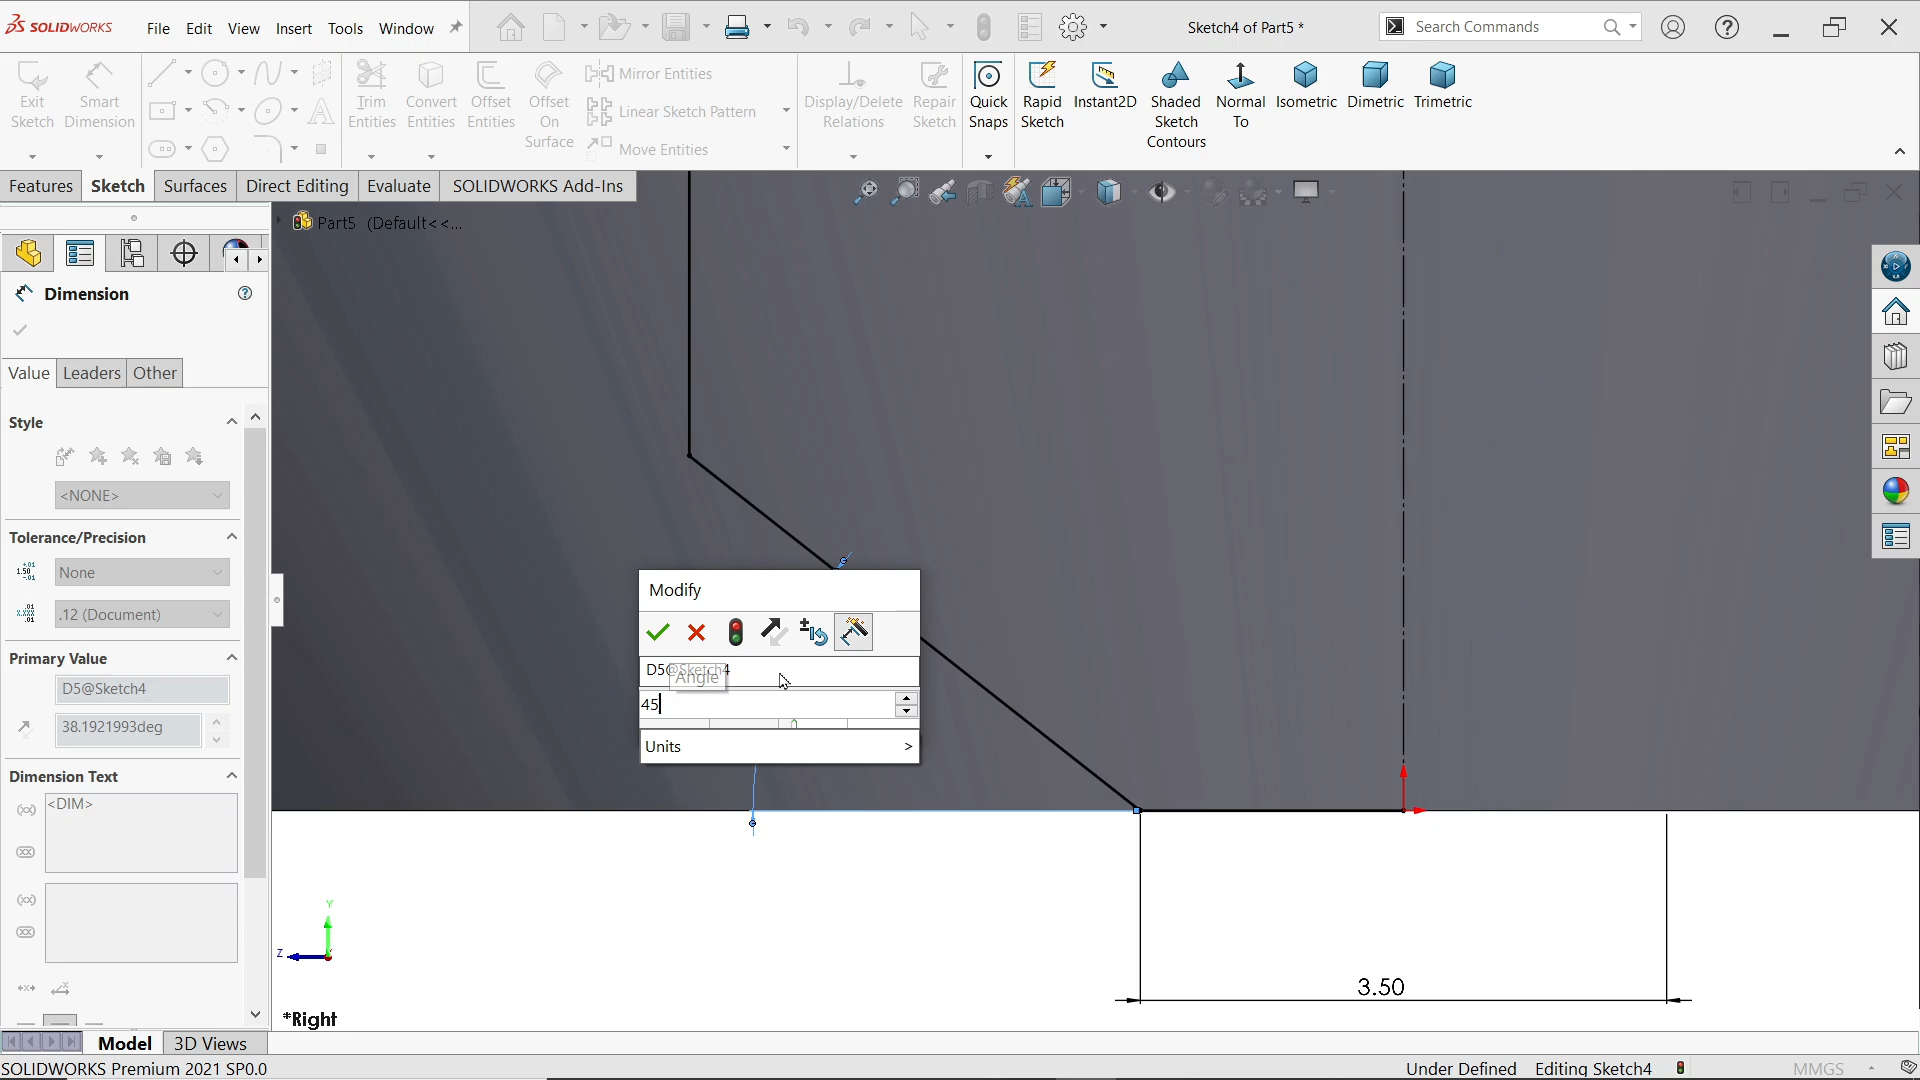 SOLIDWORKS File Edit View Insert Tools Window Sketch4 of Part5 * Search Commands
Exit Sketch
Smart Dimension
Trim Entities
Convert Entities
Offset Entities
Offset On Surface
Mirror Entities
Linear Sketch Pattern
Move Entities
Display/Delete Relations
Repair Sketch
Quick Snaps
Rapid Sketch
Instant2D
Shaded Sketch Contours
Normal To
Isometric
Dimetric
Trimetric
Features Sketch Surfaces Direct Editing Evaluate SOLIDWORKS Add-Ins
Part5 (Default<<...
Dimension
Value Leaders Other
Style
<NONE>
Tolerance/Precision
None
.12 (Document)
Primary Value
D5@Sketch4
38.1921993deg
Dimension Text
<DIM>
Modify
D5@Sketch4
Angle
45
Units >
3.50
Y
Z
*Right
Model 3D Views
SOLIDWORKS Premium 2021 SP0.0 Under Defined Editing Sketch4 MMGS